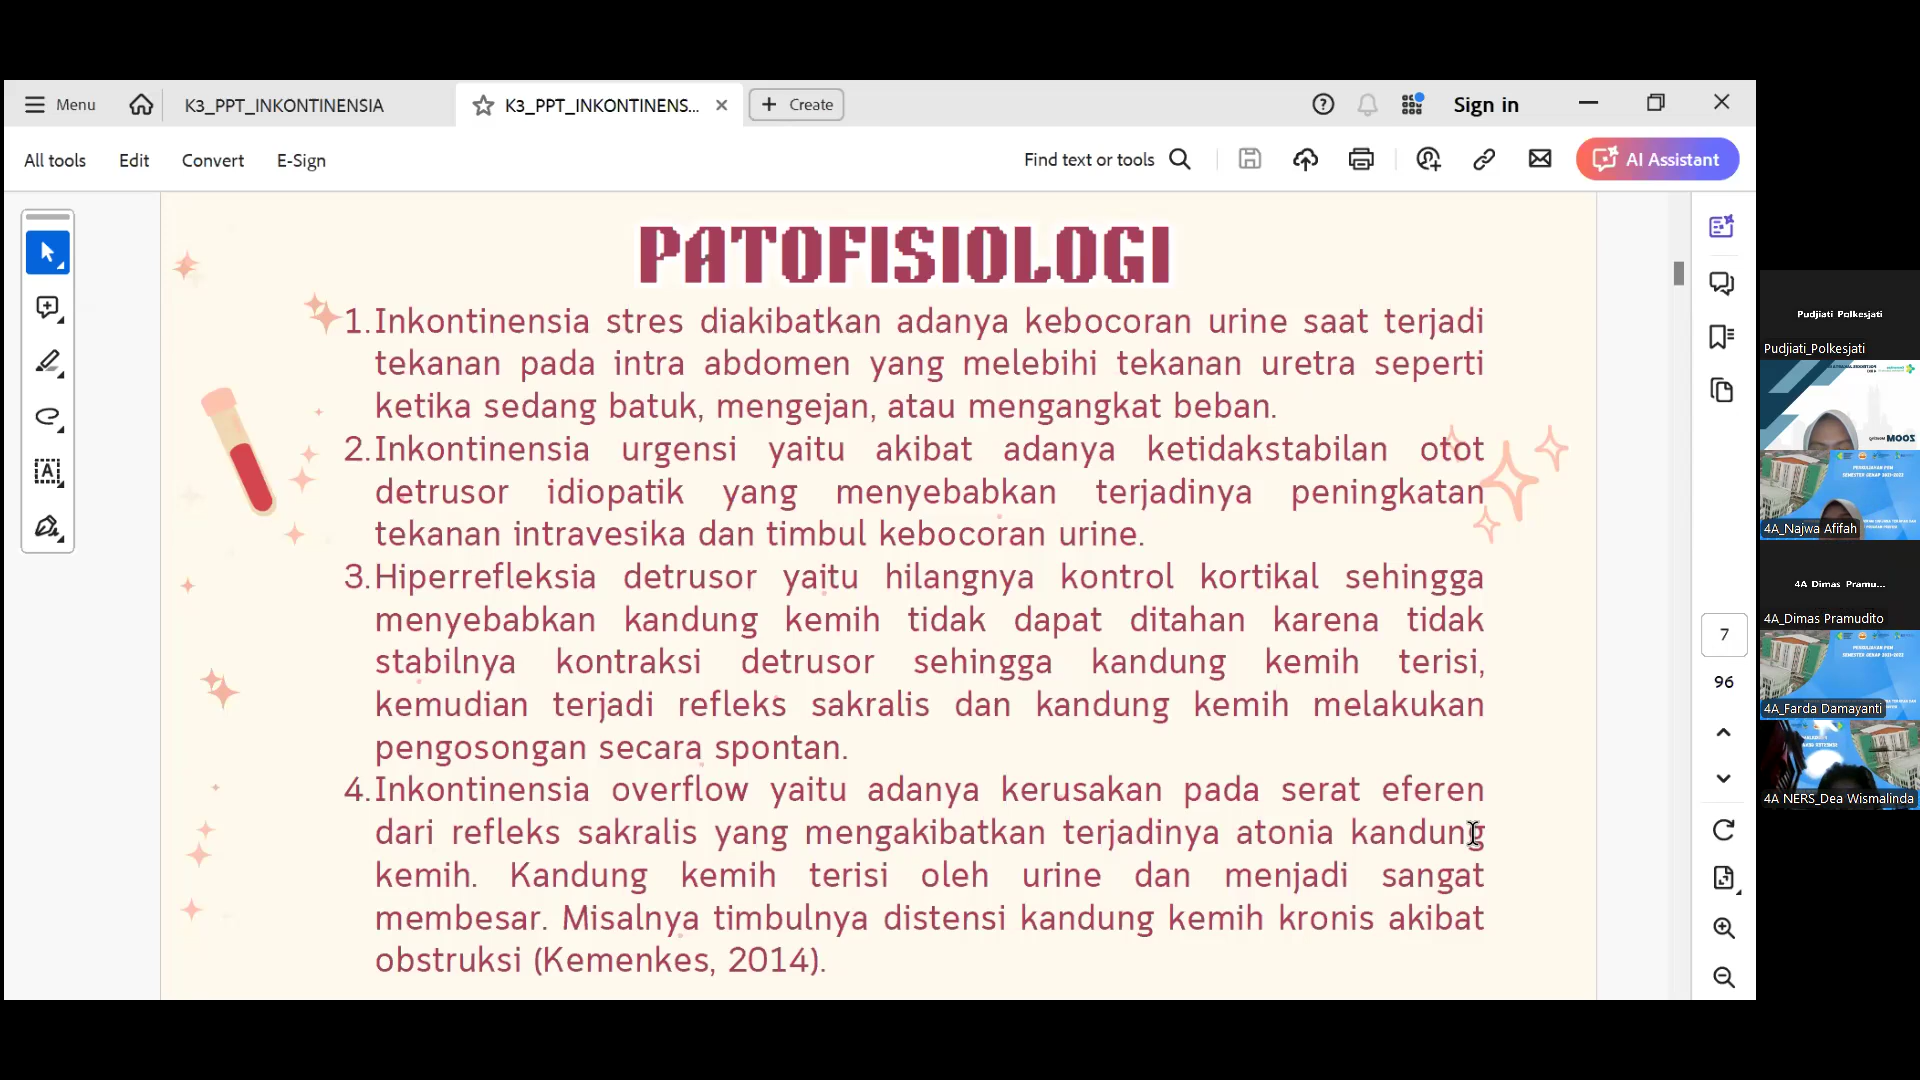 Menu
K3_PPT_INKONTINENSIA
K3_PPT_INKONTINENS...
Create
Sign in
All tools
Edit
Convert
E-Sign
Find text or tools
AI Assistant
PATOFISIOLOGI
1. Inkontinensia stres diakibatkan adanya kebocoran urine saat terjadi
tekanan pada intra abdomen yang melebihi tekanan uretra seperti
ketika sedang batuk, mengejan, atau mengangkat beban.
2. Inkontinensia urgensi yaitu akibat adanya ketidakstabilan otot
detrusor idiopatik yang menyebabkan terjadinya peningkatan
tekanan intravesika dan timbul kebocoran urine.
3. Hiperrefleksia detrusor yaitu hilangnya kontrol kortikal sehingga
menyebabkan kandung kemih tidak dapat ditahan karena tidak
stabilnya kontraksi detrusor sehingga kandung kemih terisi,
kemudian terjadi refleks sakralis dan kandung kemih melakukan
pengosongan secara spontan.
4. Inkontinensia overflow yaitu adanya kerusakan pada serat eferen
dari refleks sakralis yang mengakibatkan terjadinya atonia kandung
kemih. Kandung kemih terisi oleh urine dan menjadi sangat
membesar. Misalnya timbulnya distensi kandung kemih kronis akibat
obstruksi (Kemenkes, 2014).
7
96
Pudjiati Polkesjati
Pudjiati_Polkesjati
ZOOM
4A_Najwa Afifah
4A Dimas Pramu...
4A_Dimas Pramudito
4A_Farda Damayanti
4A NERS_Dea Wismalinda